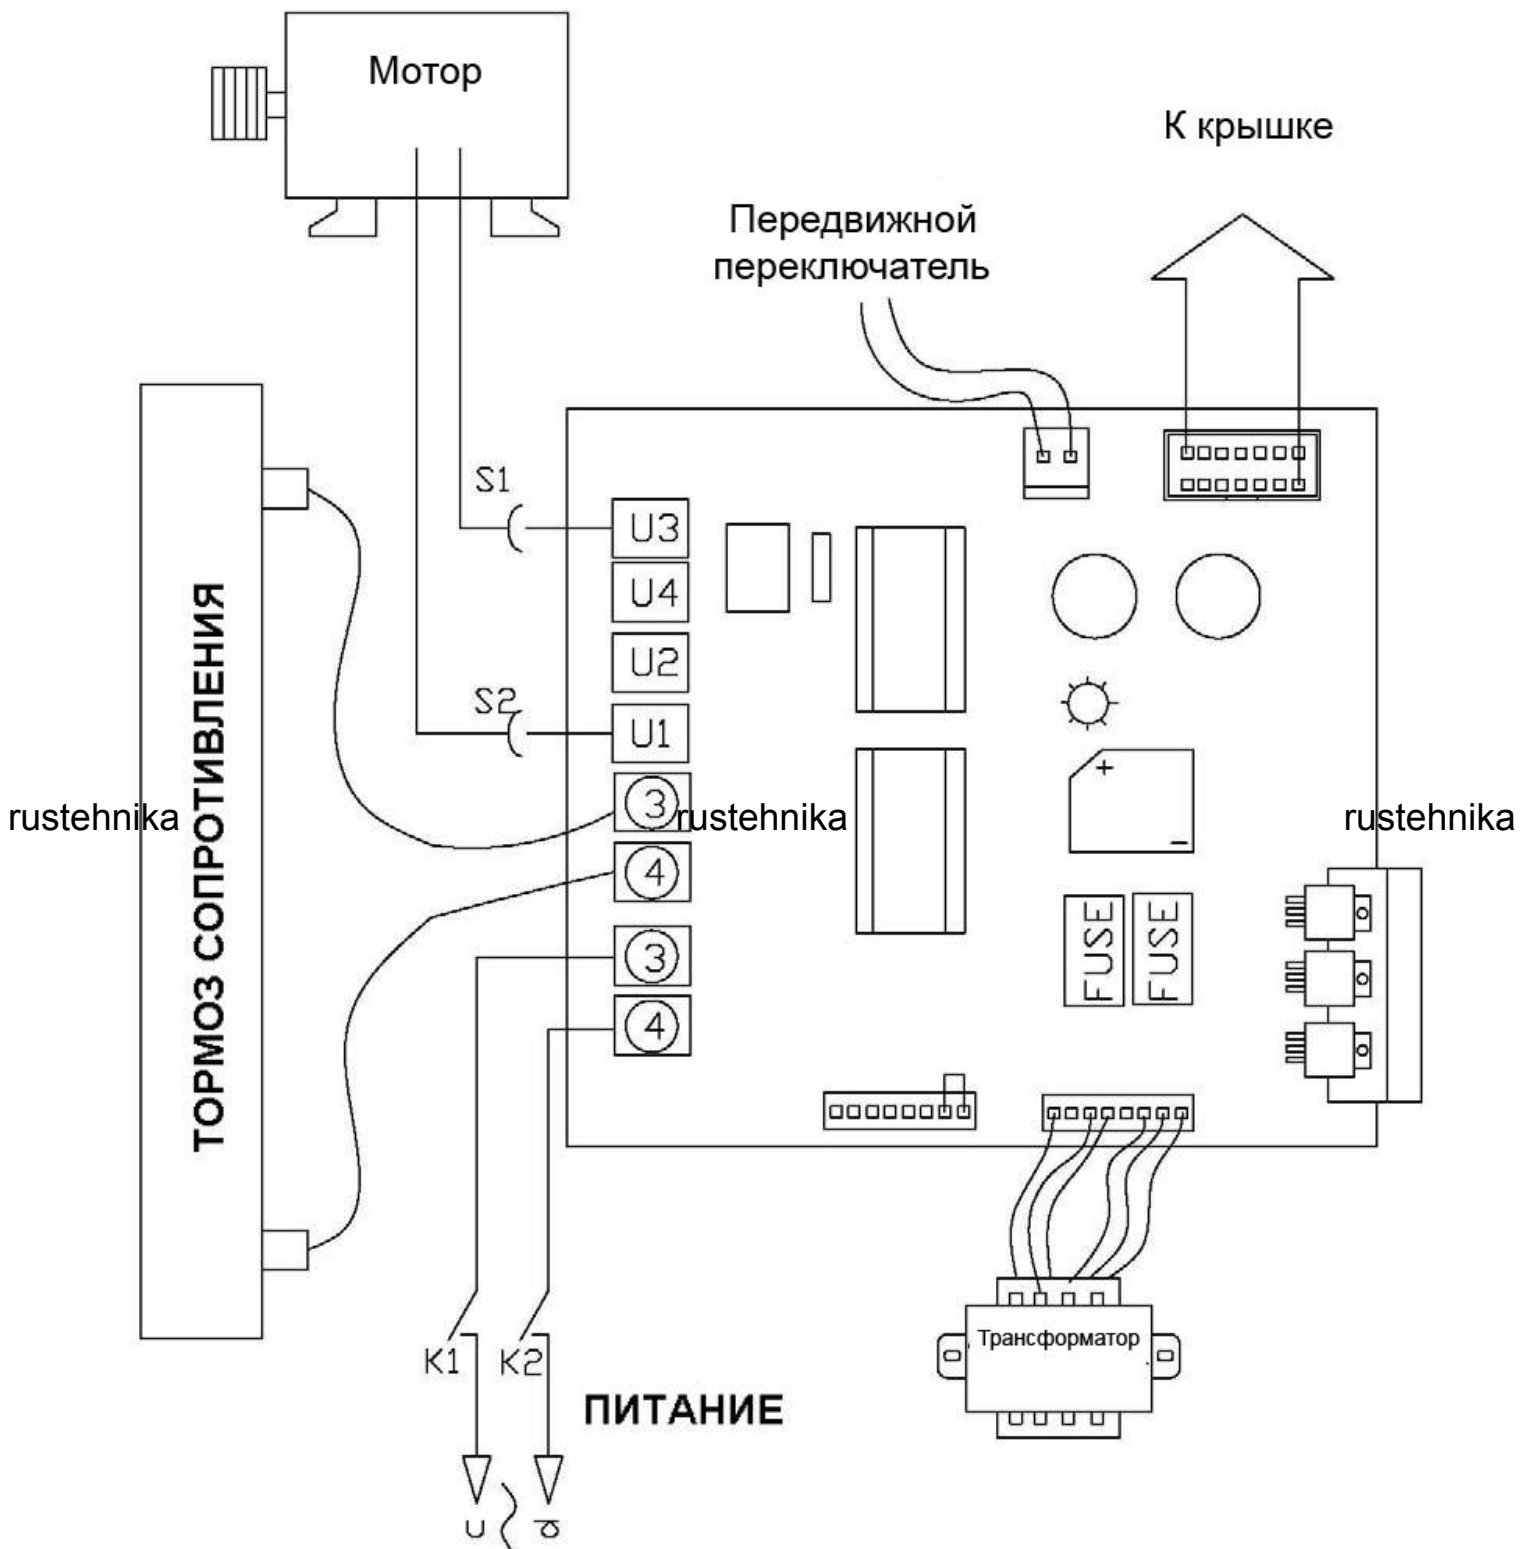 Мотор
К крышке
Передвижной
переключатель
S1
U3
U4
U2
S2
U1
3
rustehnika rustehnika rustehnika
4
ТОРМОЗ СОПРОТИВЛЕНИЯ
FUSE FUSE
3
4
+
-
Трансформатор
K1 K2
ПИТАНИЕ